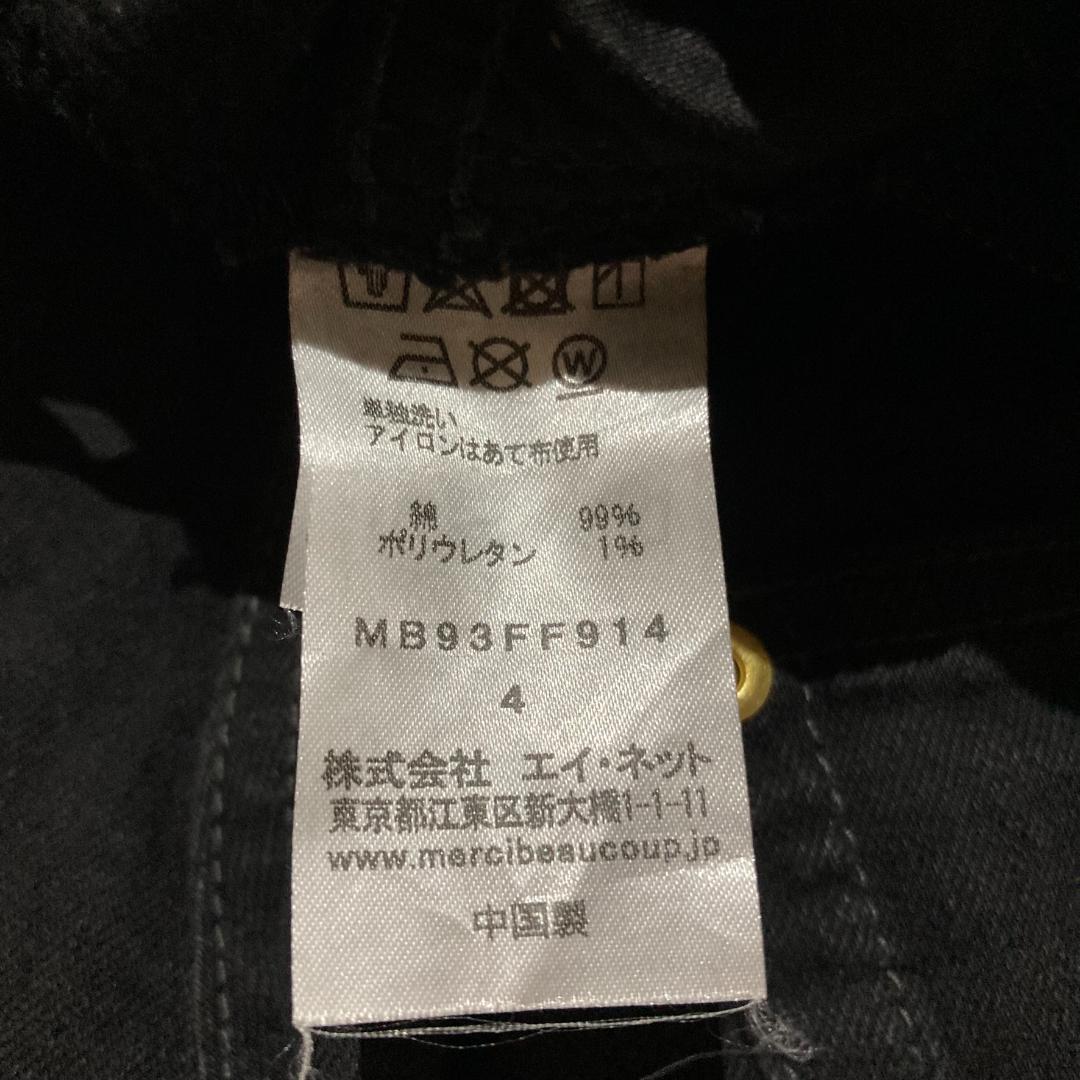 W
単独洗い
アイロンはあて布使用
綿 99%
ポリウレタン 1%
MB93FF914
4
株式会社 エイ・ネット
東京都江東区新大橋1-1-11
www.mercibeaucoup.jp
中国製